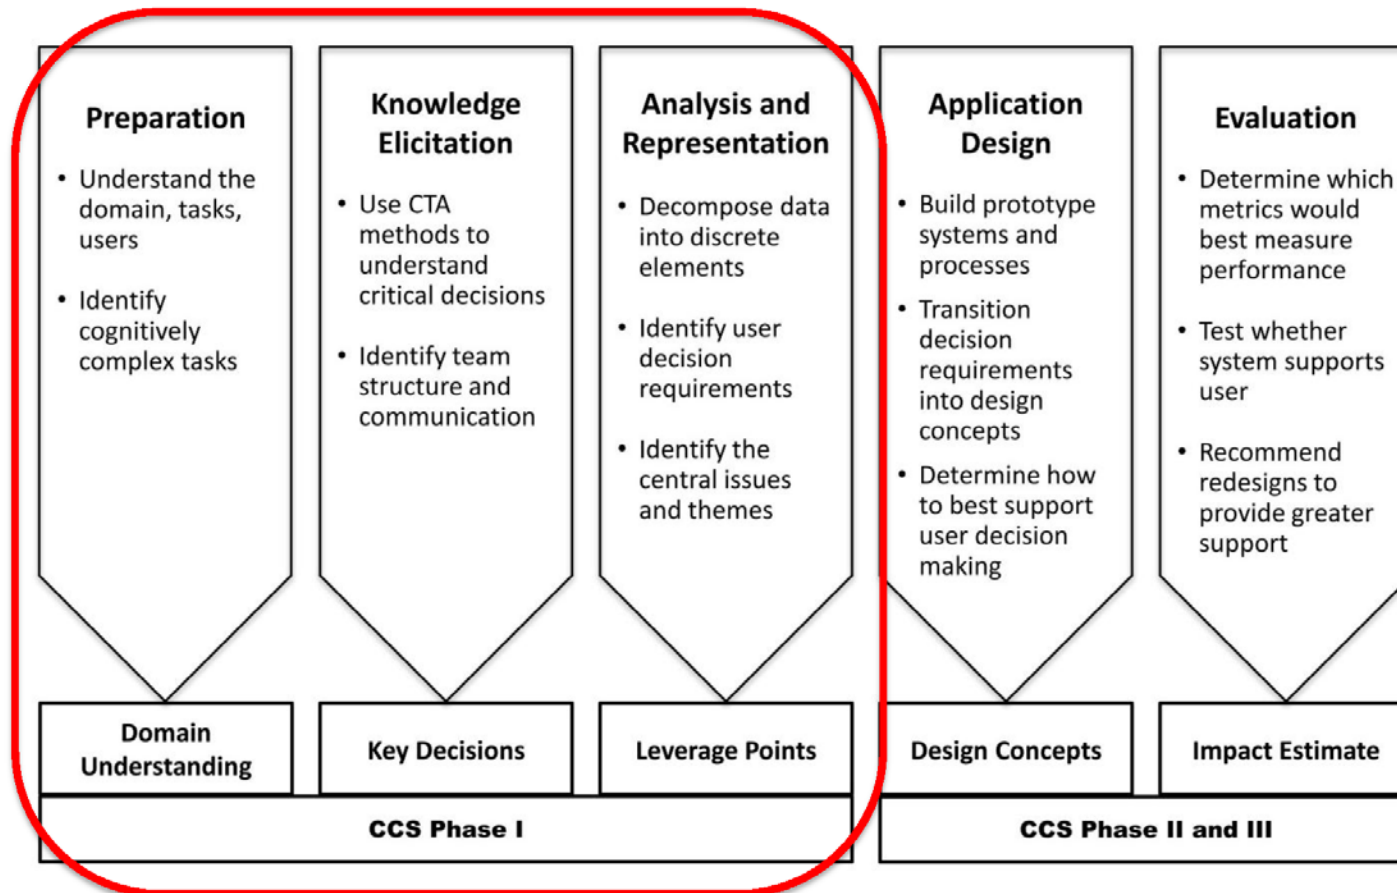 Preparation
• Understand the
domain, tasks,
users
• Identify
cognitively
complex tasks
Domain
Understanding
Knowledge
Elicitation
• Use CTA
methods to
understand
critical decisions
• Identify team
structure and
communication
Key Decisions
Analysis and
Representation
• Decompose data
into discrete
elements
• Identify user
decision
requirements
• Identify the
central issues
and themes
Leverage Points
CCS Phase I
Application
Design
• Build prototype
systems and
processes
• Transition
decision
requirements
into design
concepts
• Determine how
to best support
user decision
making
Design Concepts
Evaluation
• Determine which
metrics would
best measure
performance
• Test whether
system supports
user
• Recommend
redesigns to
provide greater
support
Impact Estimate
CCS Phase II and III